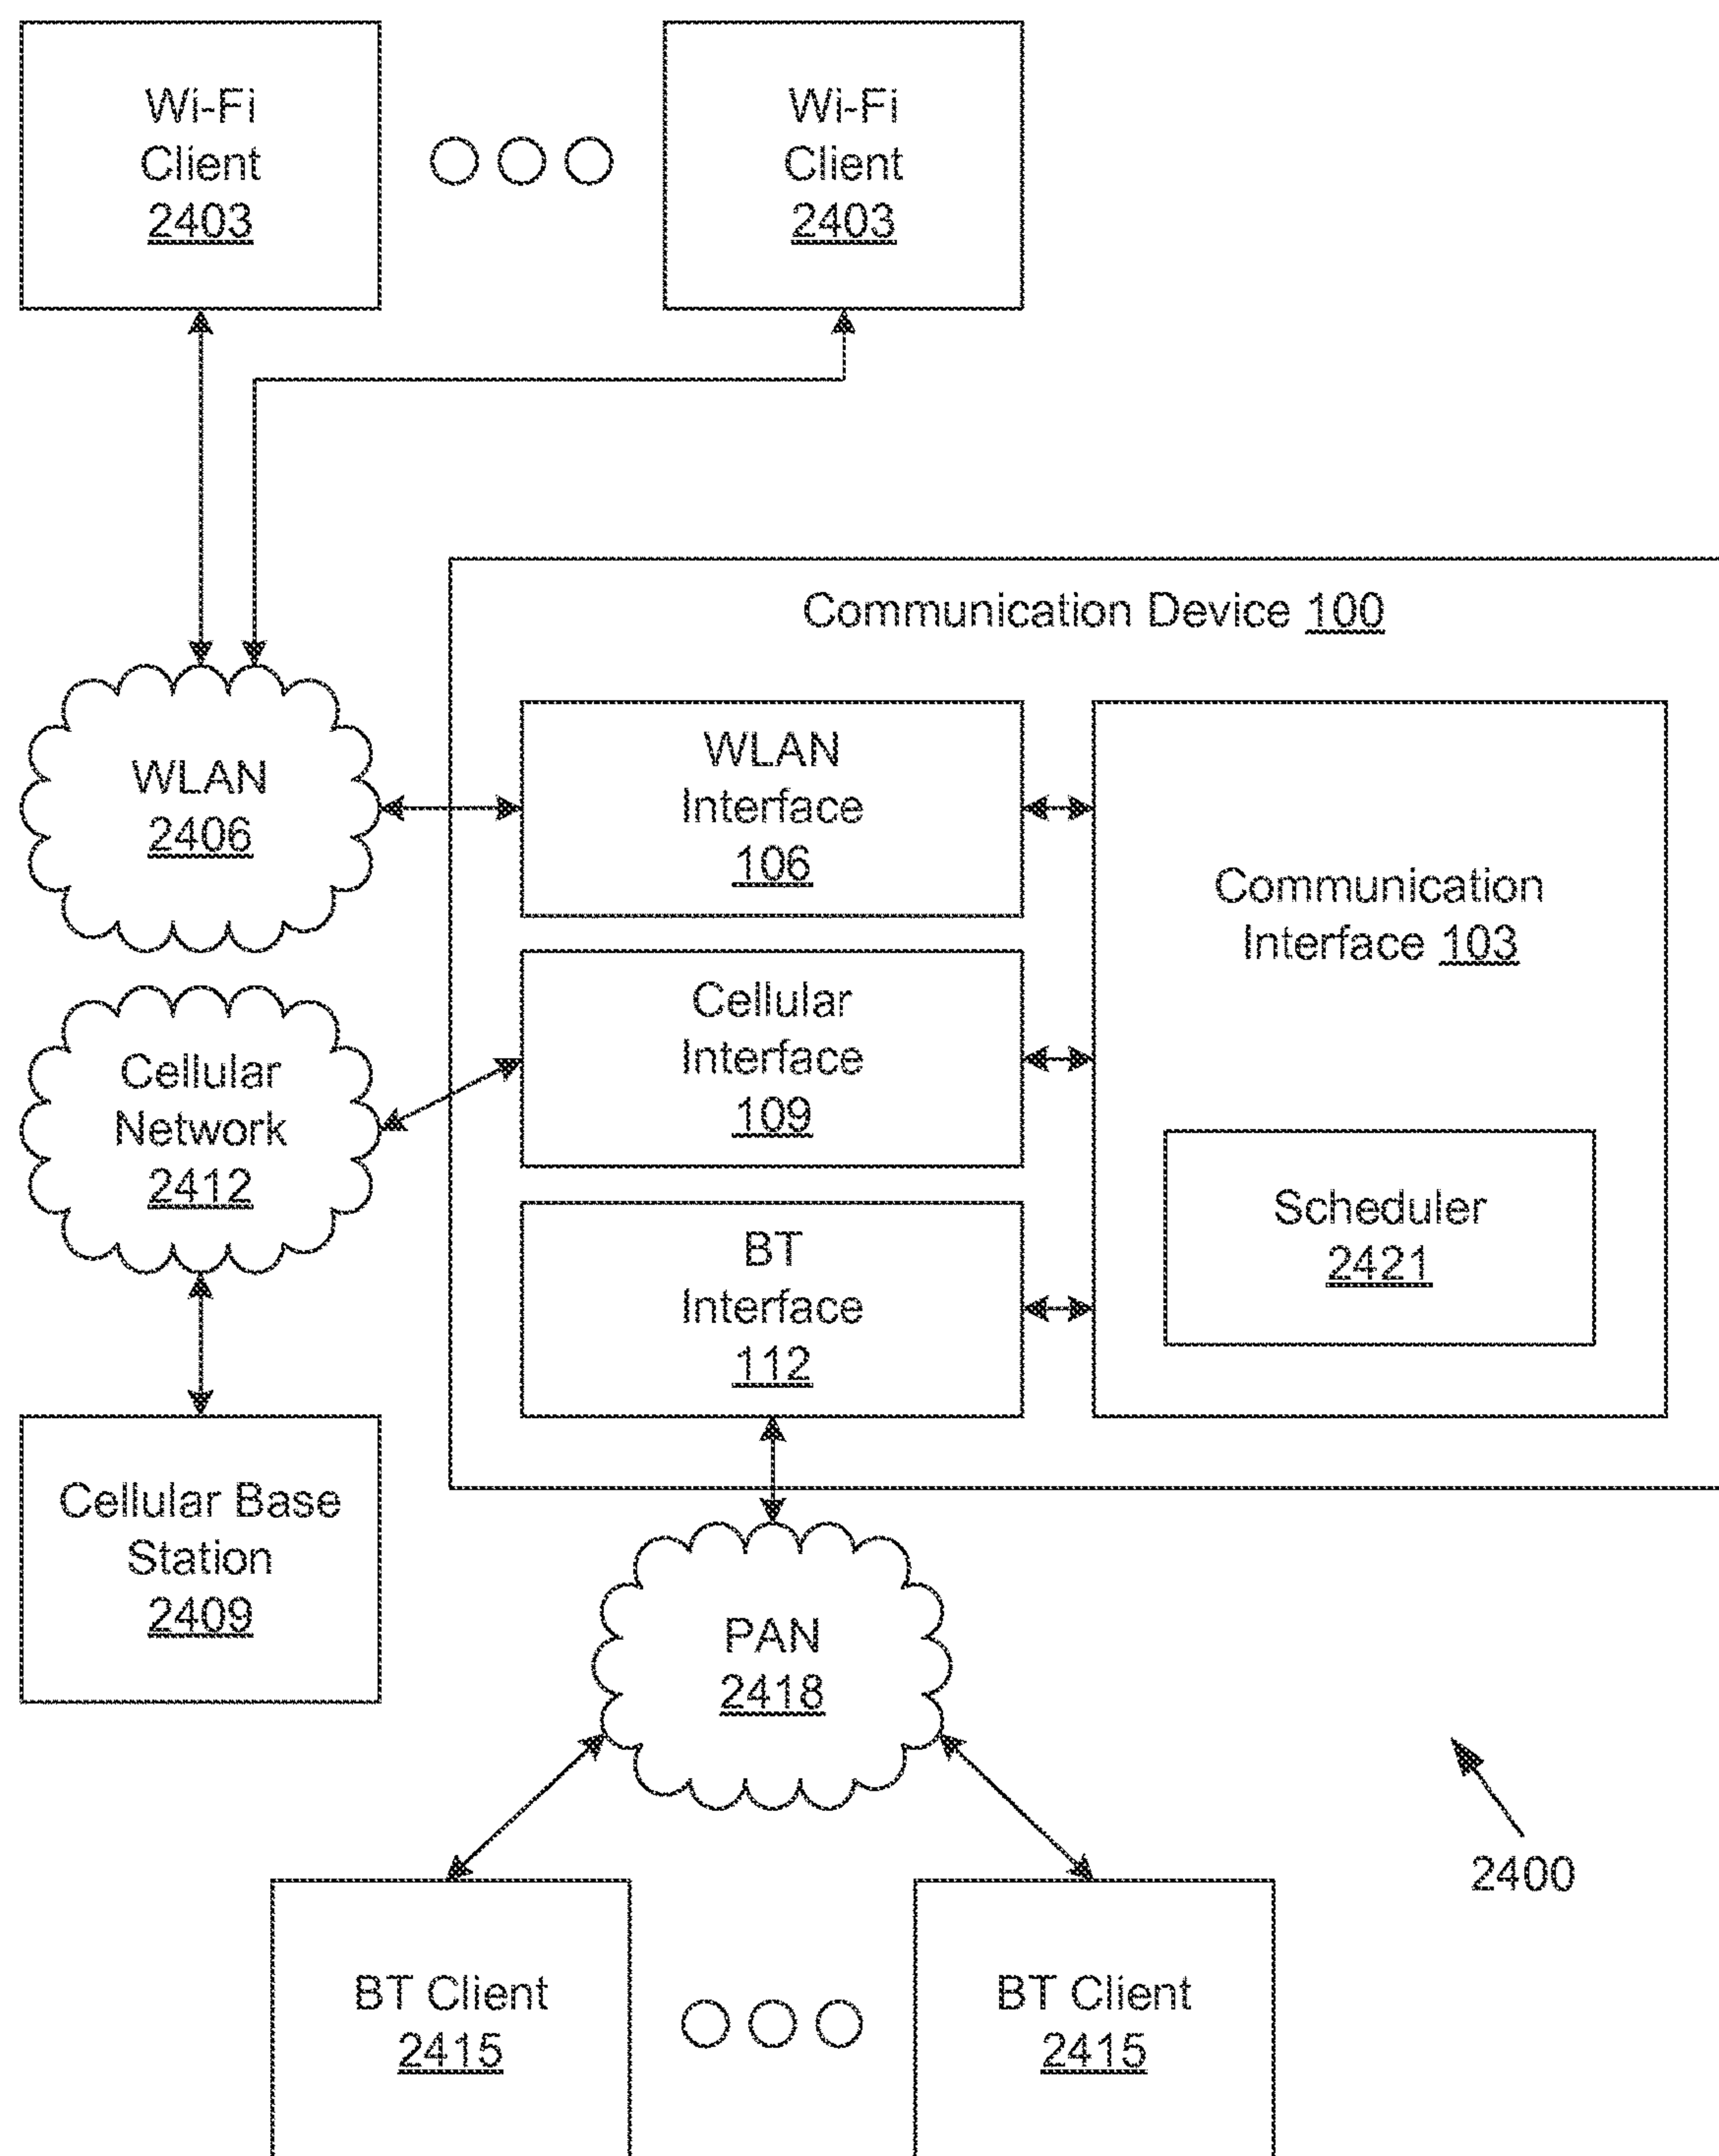 Wi-Fi
Client
2403
Wi-Fi
Client
2403
Communication Device 100
WLAN
2406
WLAN
Interface
106
Communication
Interface 103
Cellular
Network
2412
Cellular
Interface
109
Scheduler
2421
BT
Interface
112
Cellular Base
Station
2409
PAN
2418
2400
BT Client
2415
BT Client
2415